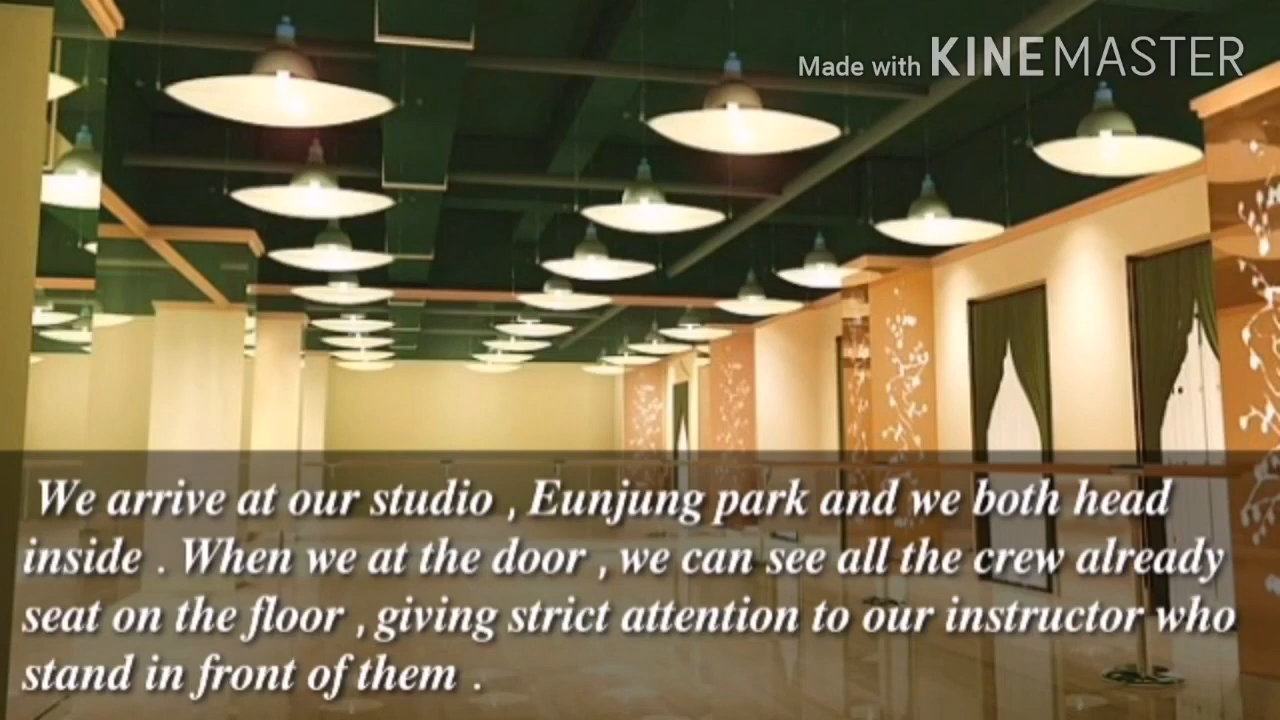 Made with KINEMASTER
We arrive at our studio , Eunjung park and we both head
inside . When we at the door , we can see all the crew already
seat on the floor , giving strict attention to our instructor who
stand in front of them .